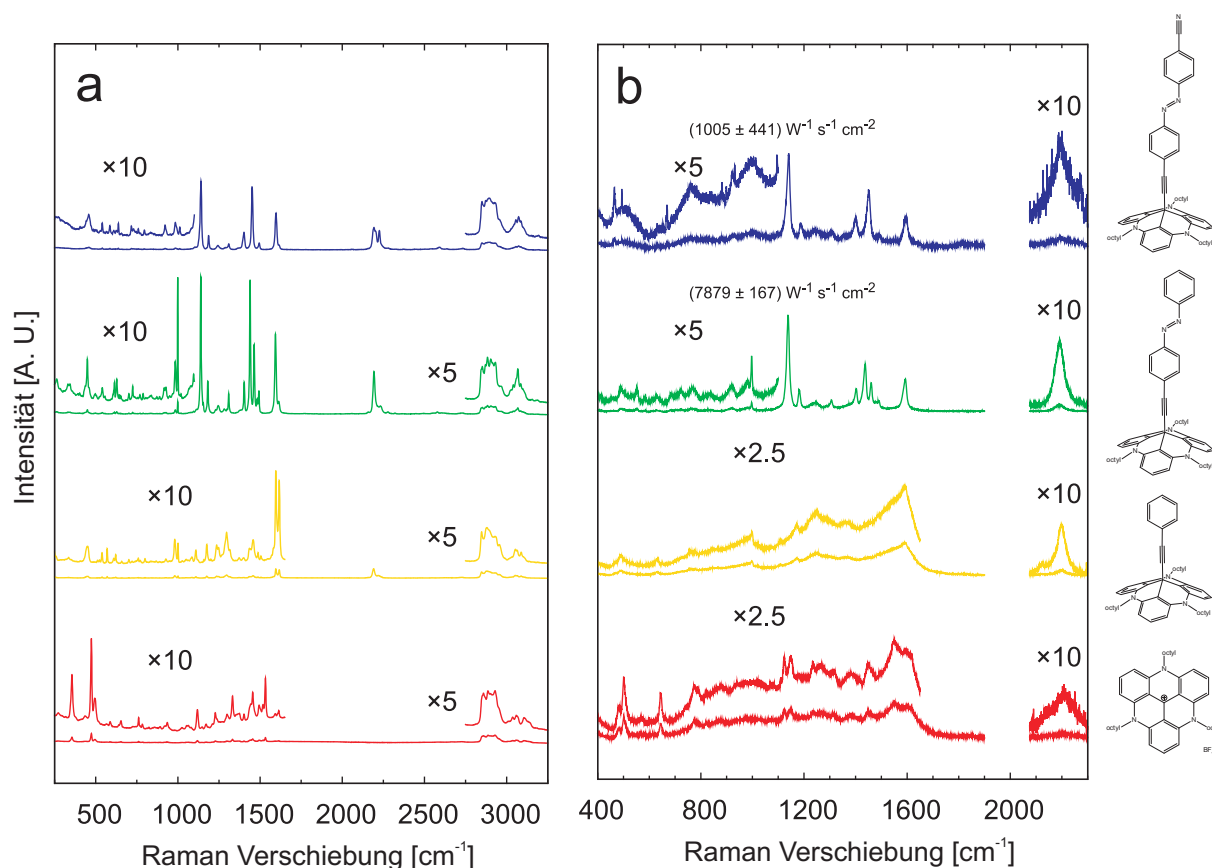 a
×10
×10
×5
×10
×5
×10
×5
Intensität [A. U.]
500
1000
1500
2000
2500
3000
Raman Verschiebung [cm⁻¹]
b
(1005 ± 441) W⁻¹ s⁻¹ cm⁻²
×5
×10
(7879 ± 167) W⁻¹ s⁻¹ cm⁻²
×5
×10
×2.5
×10
×2.5
×10
400
800
1200
1600
2000
Raman Verschiebung [cm⁻¹]
N
N
N
octyl
N
N
N
octyl
octyl
N
N
octyl
N
N
N
octyl
octyl
octyl
N
N
N
octyl
octyl
octyl
N
⊕
N
N
octyl
oc
BF